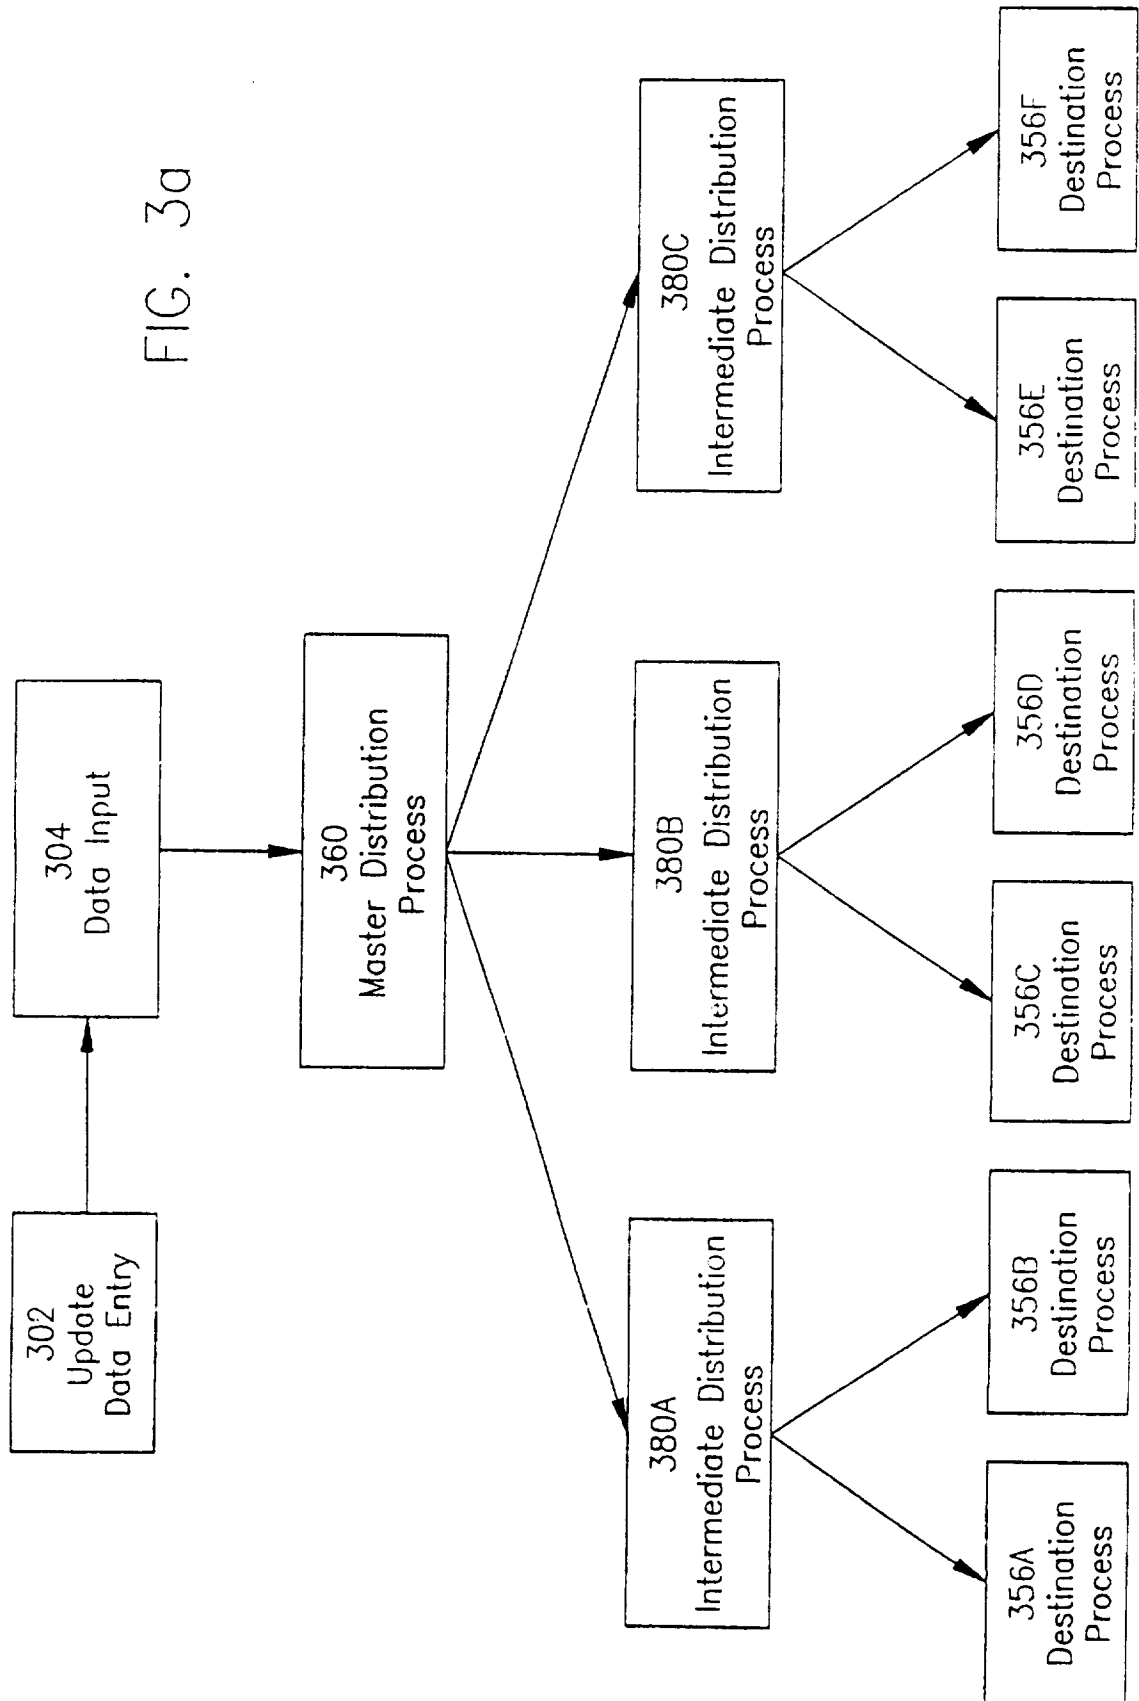 FIG. 3a
302
Update
Data Entry
304
Data Input
360
Master Distribution
Process
380A
Intermediate Distribution
Process
380B
Intermediate Distribution
Process
380C
Intermediate Distribution
Process
356A
Destination
Process
356B
Destination
Process
356C
Destination
Process
356D
Destination
Process
356E
Destination
Process
356F
Destination
Process